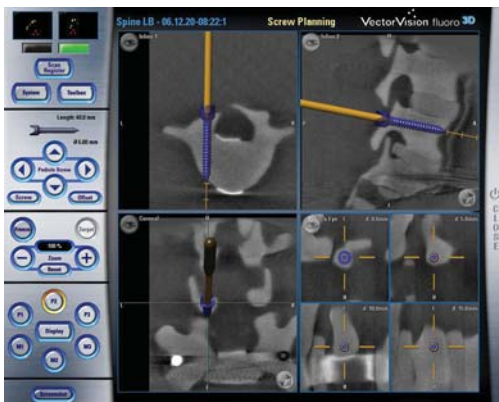 Spine LB - 06.12.20-08:22:1
Screw Planning
VectorVision fluoro 3D
Scan
Register
System
Toolbox
Length 40.0 mm
Ø 6.00 mm
Pedicle Screw
Screw
Offset
Target
100 %
Zoom
Reset
P1
P2
P3
Display
M1
M2
M3
Screenshot
Inline 1
Inline 2
Coronal
CLOSE